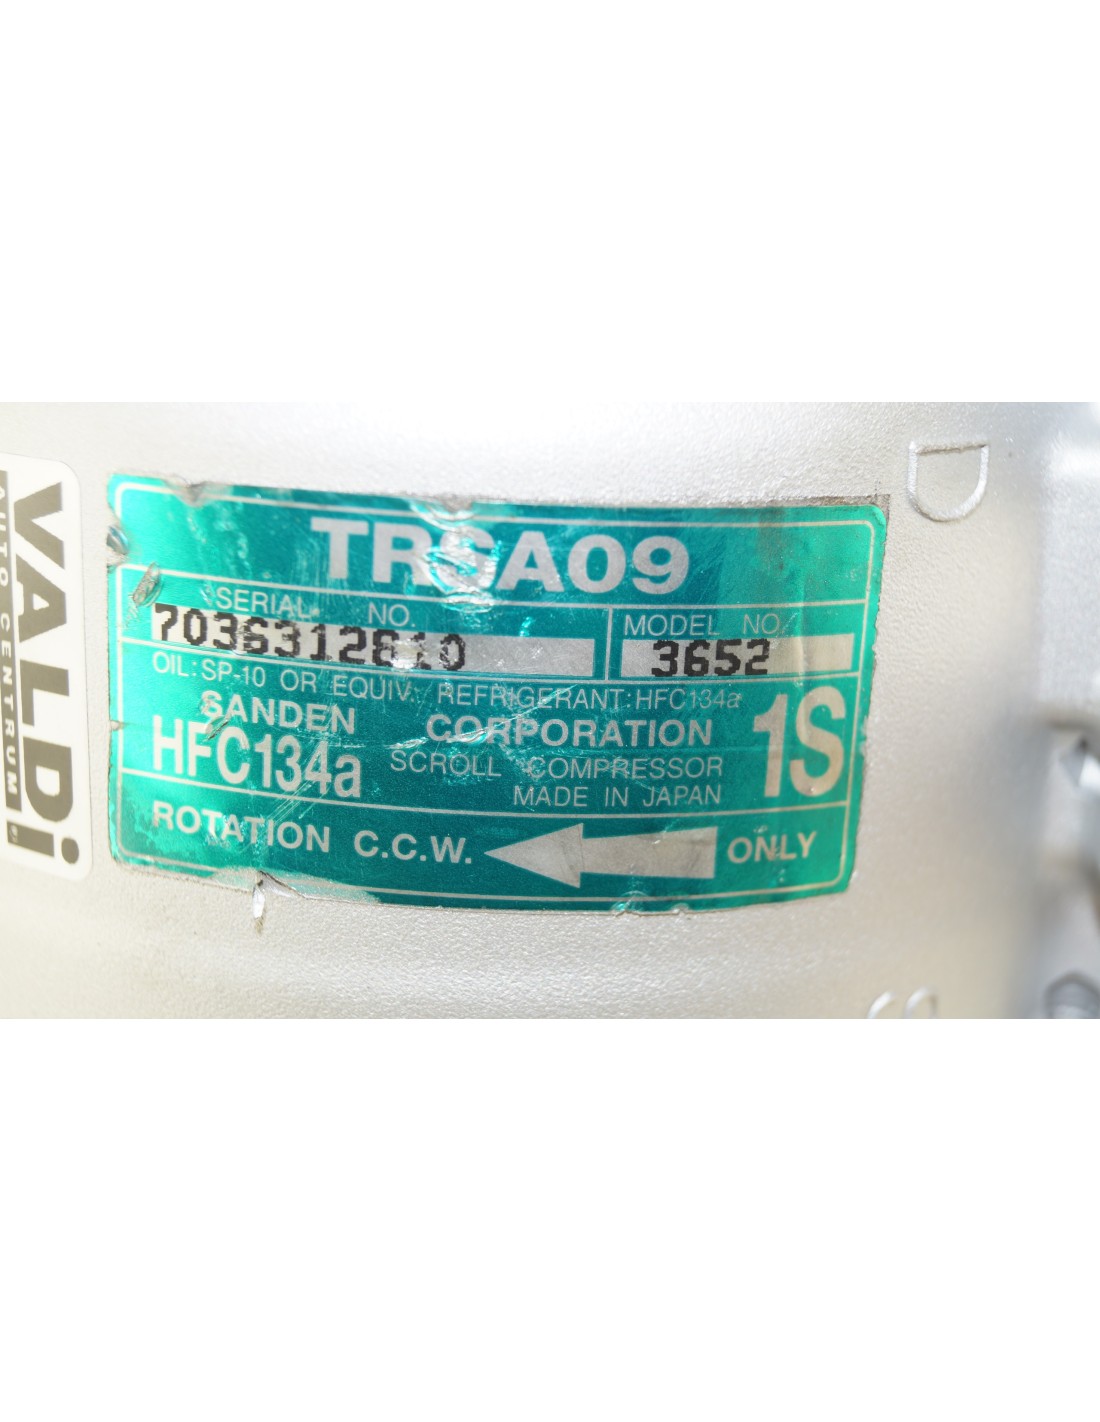 VALDi
AUTO CENTRUM
TRSA09
SERIAL NO.
MODEL NO.
3652
OIL: SP-10 OR EQUIV. REFRIGERANT: HFC134a
SANDEN CORPORATION
HFC134a
SCROLL COMPRESSOR
MADE IN JAPAN
1S
ROTATION C.C.W. ONLY
D